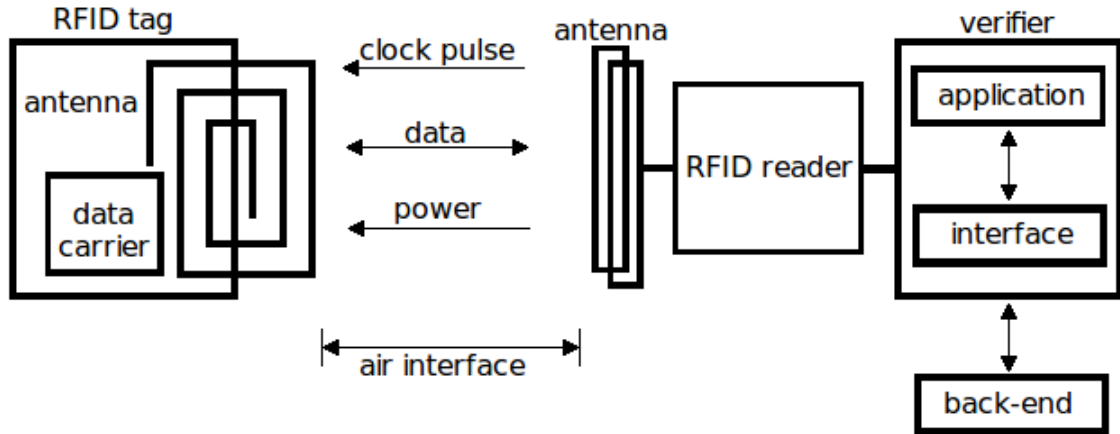 RFID tag
antenna
data
carrier
clock pulse
data
power
air interface
antenna
RFID reader
verifier
application
interface
back-end